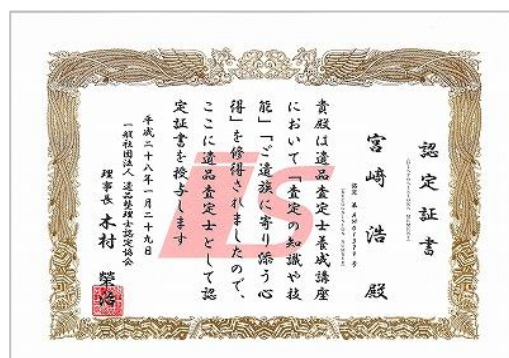 認定証書
宮﨑 浩 殿
貴殿は遺品査定士養成講座
において「査定の知識や技
能」「ご遺族に寄り添う心
得」を修得されましたので、
ここに遺品査定士として認
定証書を授与します
平成二十八年一月二十九日
一般社団法人 遺品整理士認定協会
理事長 木村 榮治
IS